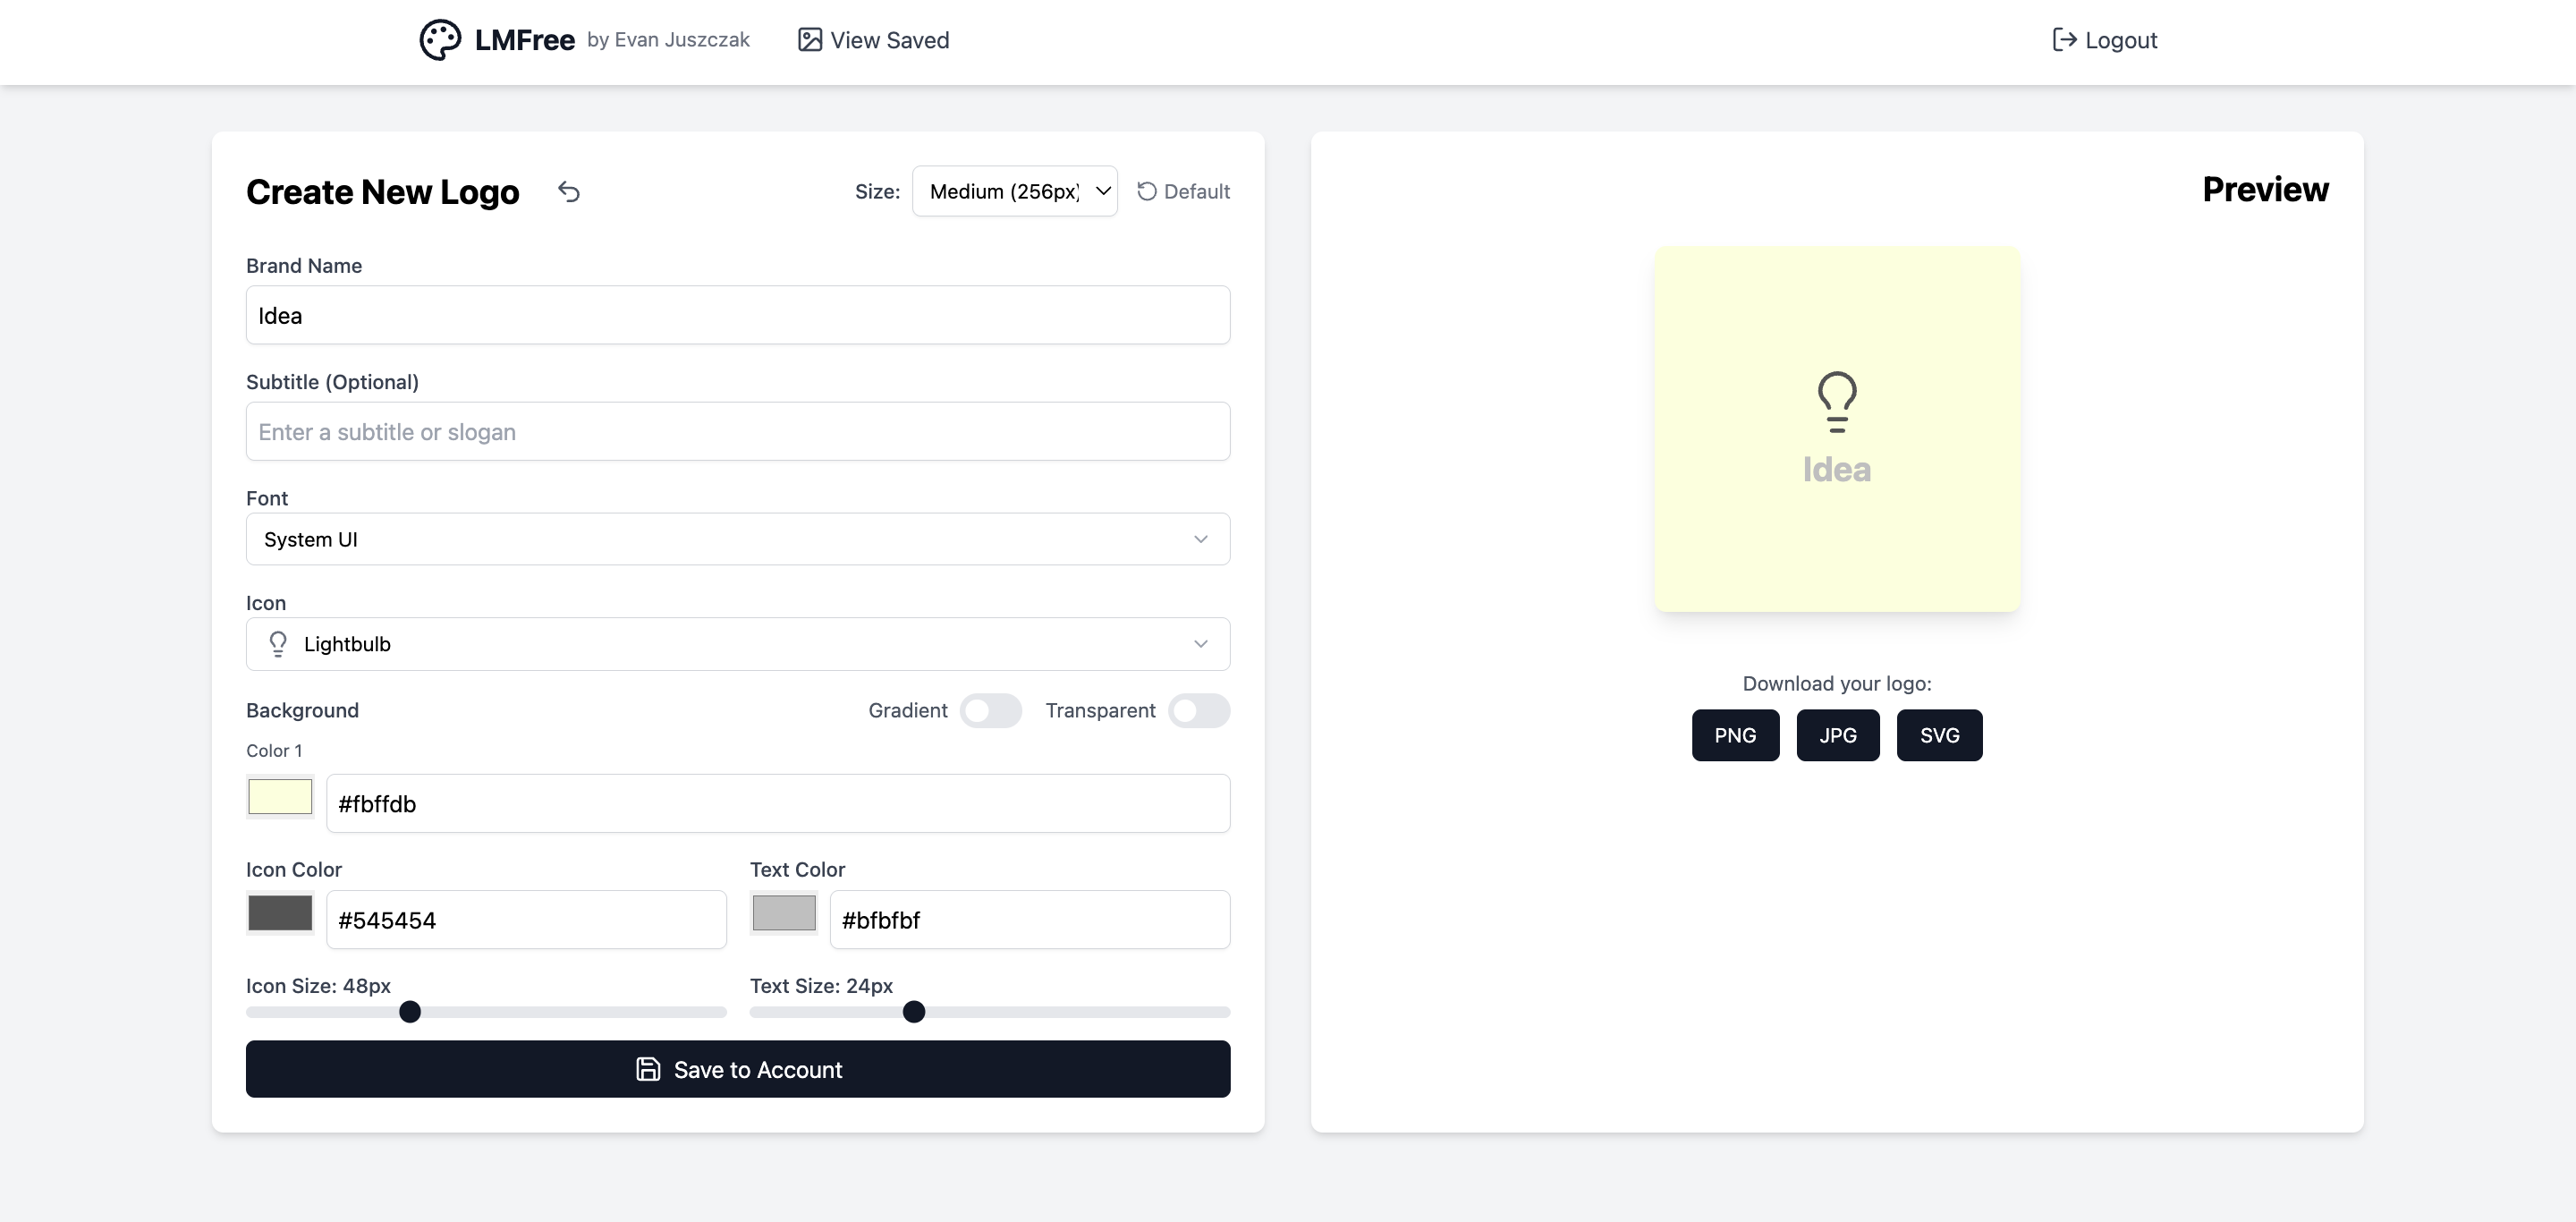 LMFree by Evan Juszczak View Saved Logout
Create New Logo Size: Medium (256px) Default
Brand Name
Idea
Subtitle (Optional)
Enter a subtitle or slogan
Font
System UI
Icon
Lightbulb
Background Gradient Transparent
Color 1
#fbffdb
Icon Color Text Color
#545454 #bfbfbf
Icon Size: 48px Text Size: 24px
Save to Account
Preview
Idea
Download your logo:
PNG JPG SVG